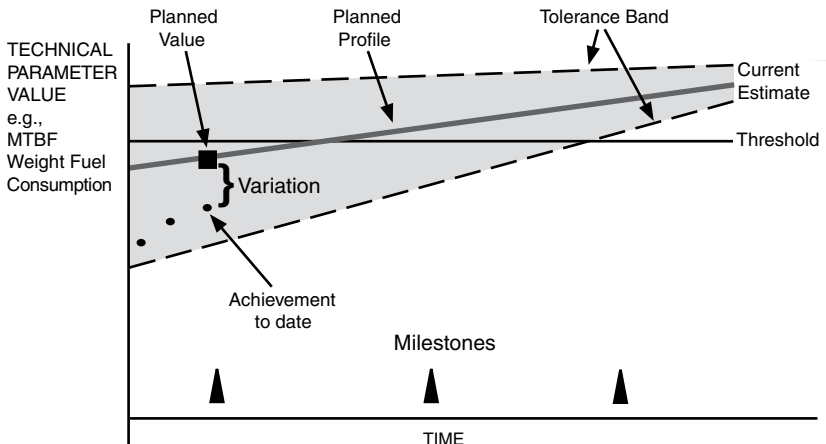 Planned
Value
Planned
Profile
Tolerance Band
TECHNICAL
PARAMETER
VALUE
e.g.,
MTBF
Weight Fuel
Consumption
Current
Estimate
Threshold
Variation
Achievement
to date
Milestones
TIME